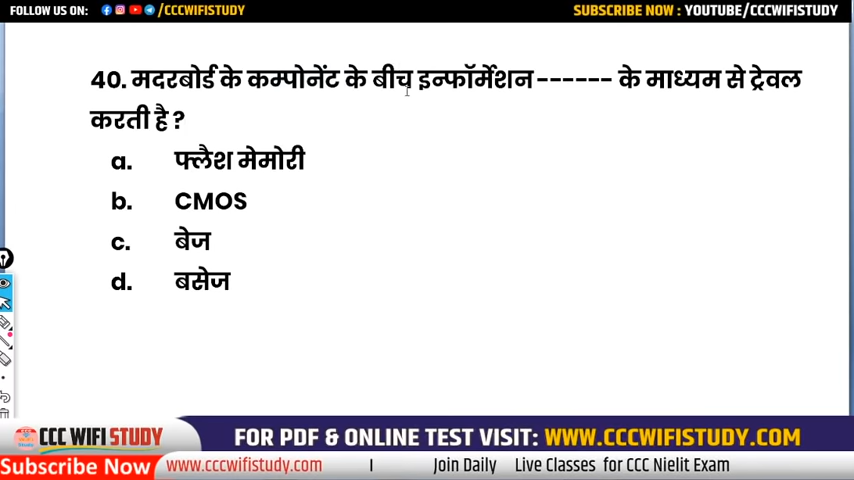 FOLLOW US ON: /CCCWIFISTUDY SUBSCRIBE NOW : YOUTUBE/CCCWIFISTUDY
40. मदरबोर्ड के कम्पोनेंट के बीच इन्फॉर्मेशन ------ के माध्यम से ट्रेवल
करती है ?
a. फ्लैश मेमोरी
b. CMOS
c. बेज
d. बसेज
CCC WIFI STUDY FOR PDF & ONLINE TEST VISIT: WWW.CCCWIFISTUDY.COM
Subscribe Now www.cccwifistudy.com I Join Daily Live Classes for CCC Nielit Exam